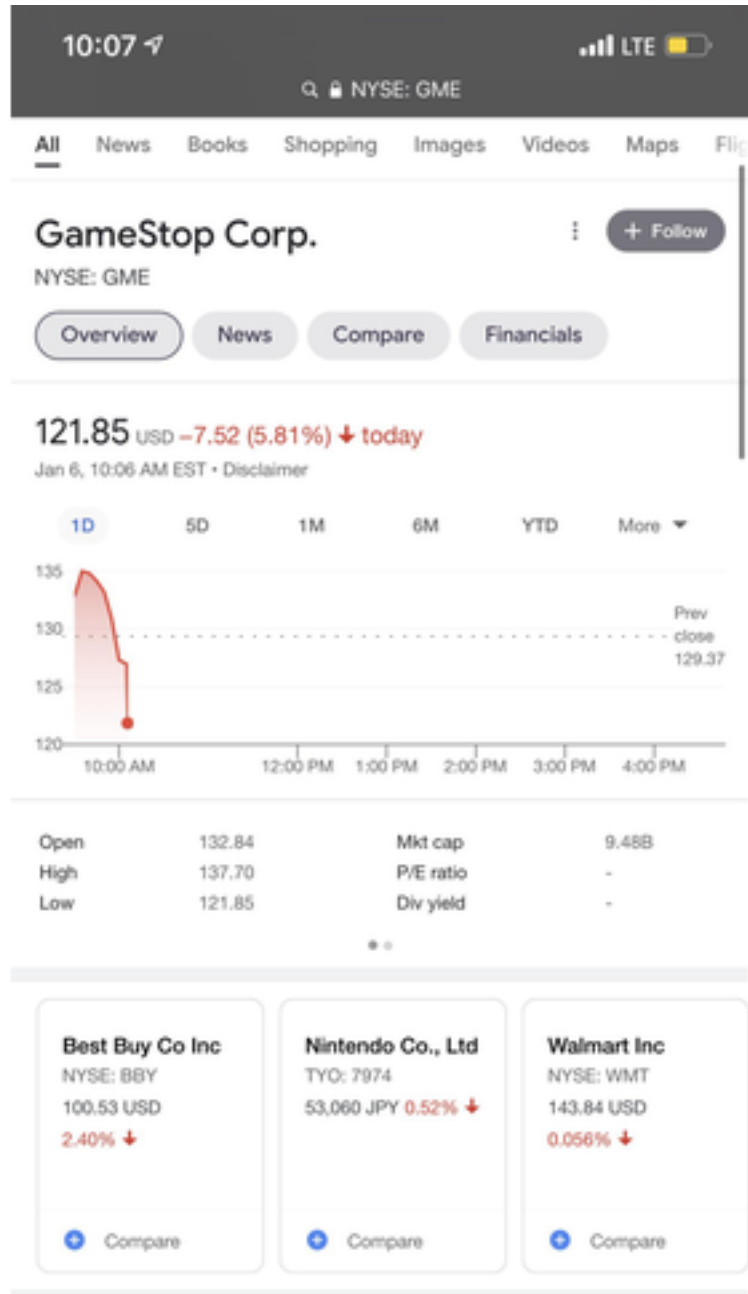 10:07
LTE
NYSE: GME
All News Books Shopping Images Videos Maps
GameStop Corp.
+ Follow
NYSE: GME
Overview News Compare Financials
121.85 USD −7.52 (5.81%) ↓ today
Jan 6, 10:06 AM EST • Disclaimer
1D 5D 1M 6M YTD More
135
130
125
120
Prev
close
129.37
10:00 AM 12:00 PM 1:00 PM 2:00 PM 3:00 PM 4:00 PM
Open 132.84 Mkt cap 9.48B
High 137.70 P/E ratio -
Low 121.85 Div yield -
Best Buy Co Inc
NYSE: BBY
100.53 USD
2.40% ↓
Compare
Nintendo Co., Ltd
TYO: 7974
53,060 JPY 0.52% ↓
Compare
Walmart Inc
NYSE: WMT
143.84 USD
0.056% ↓
Compare